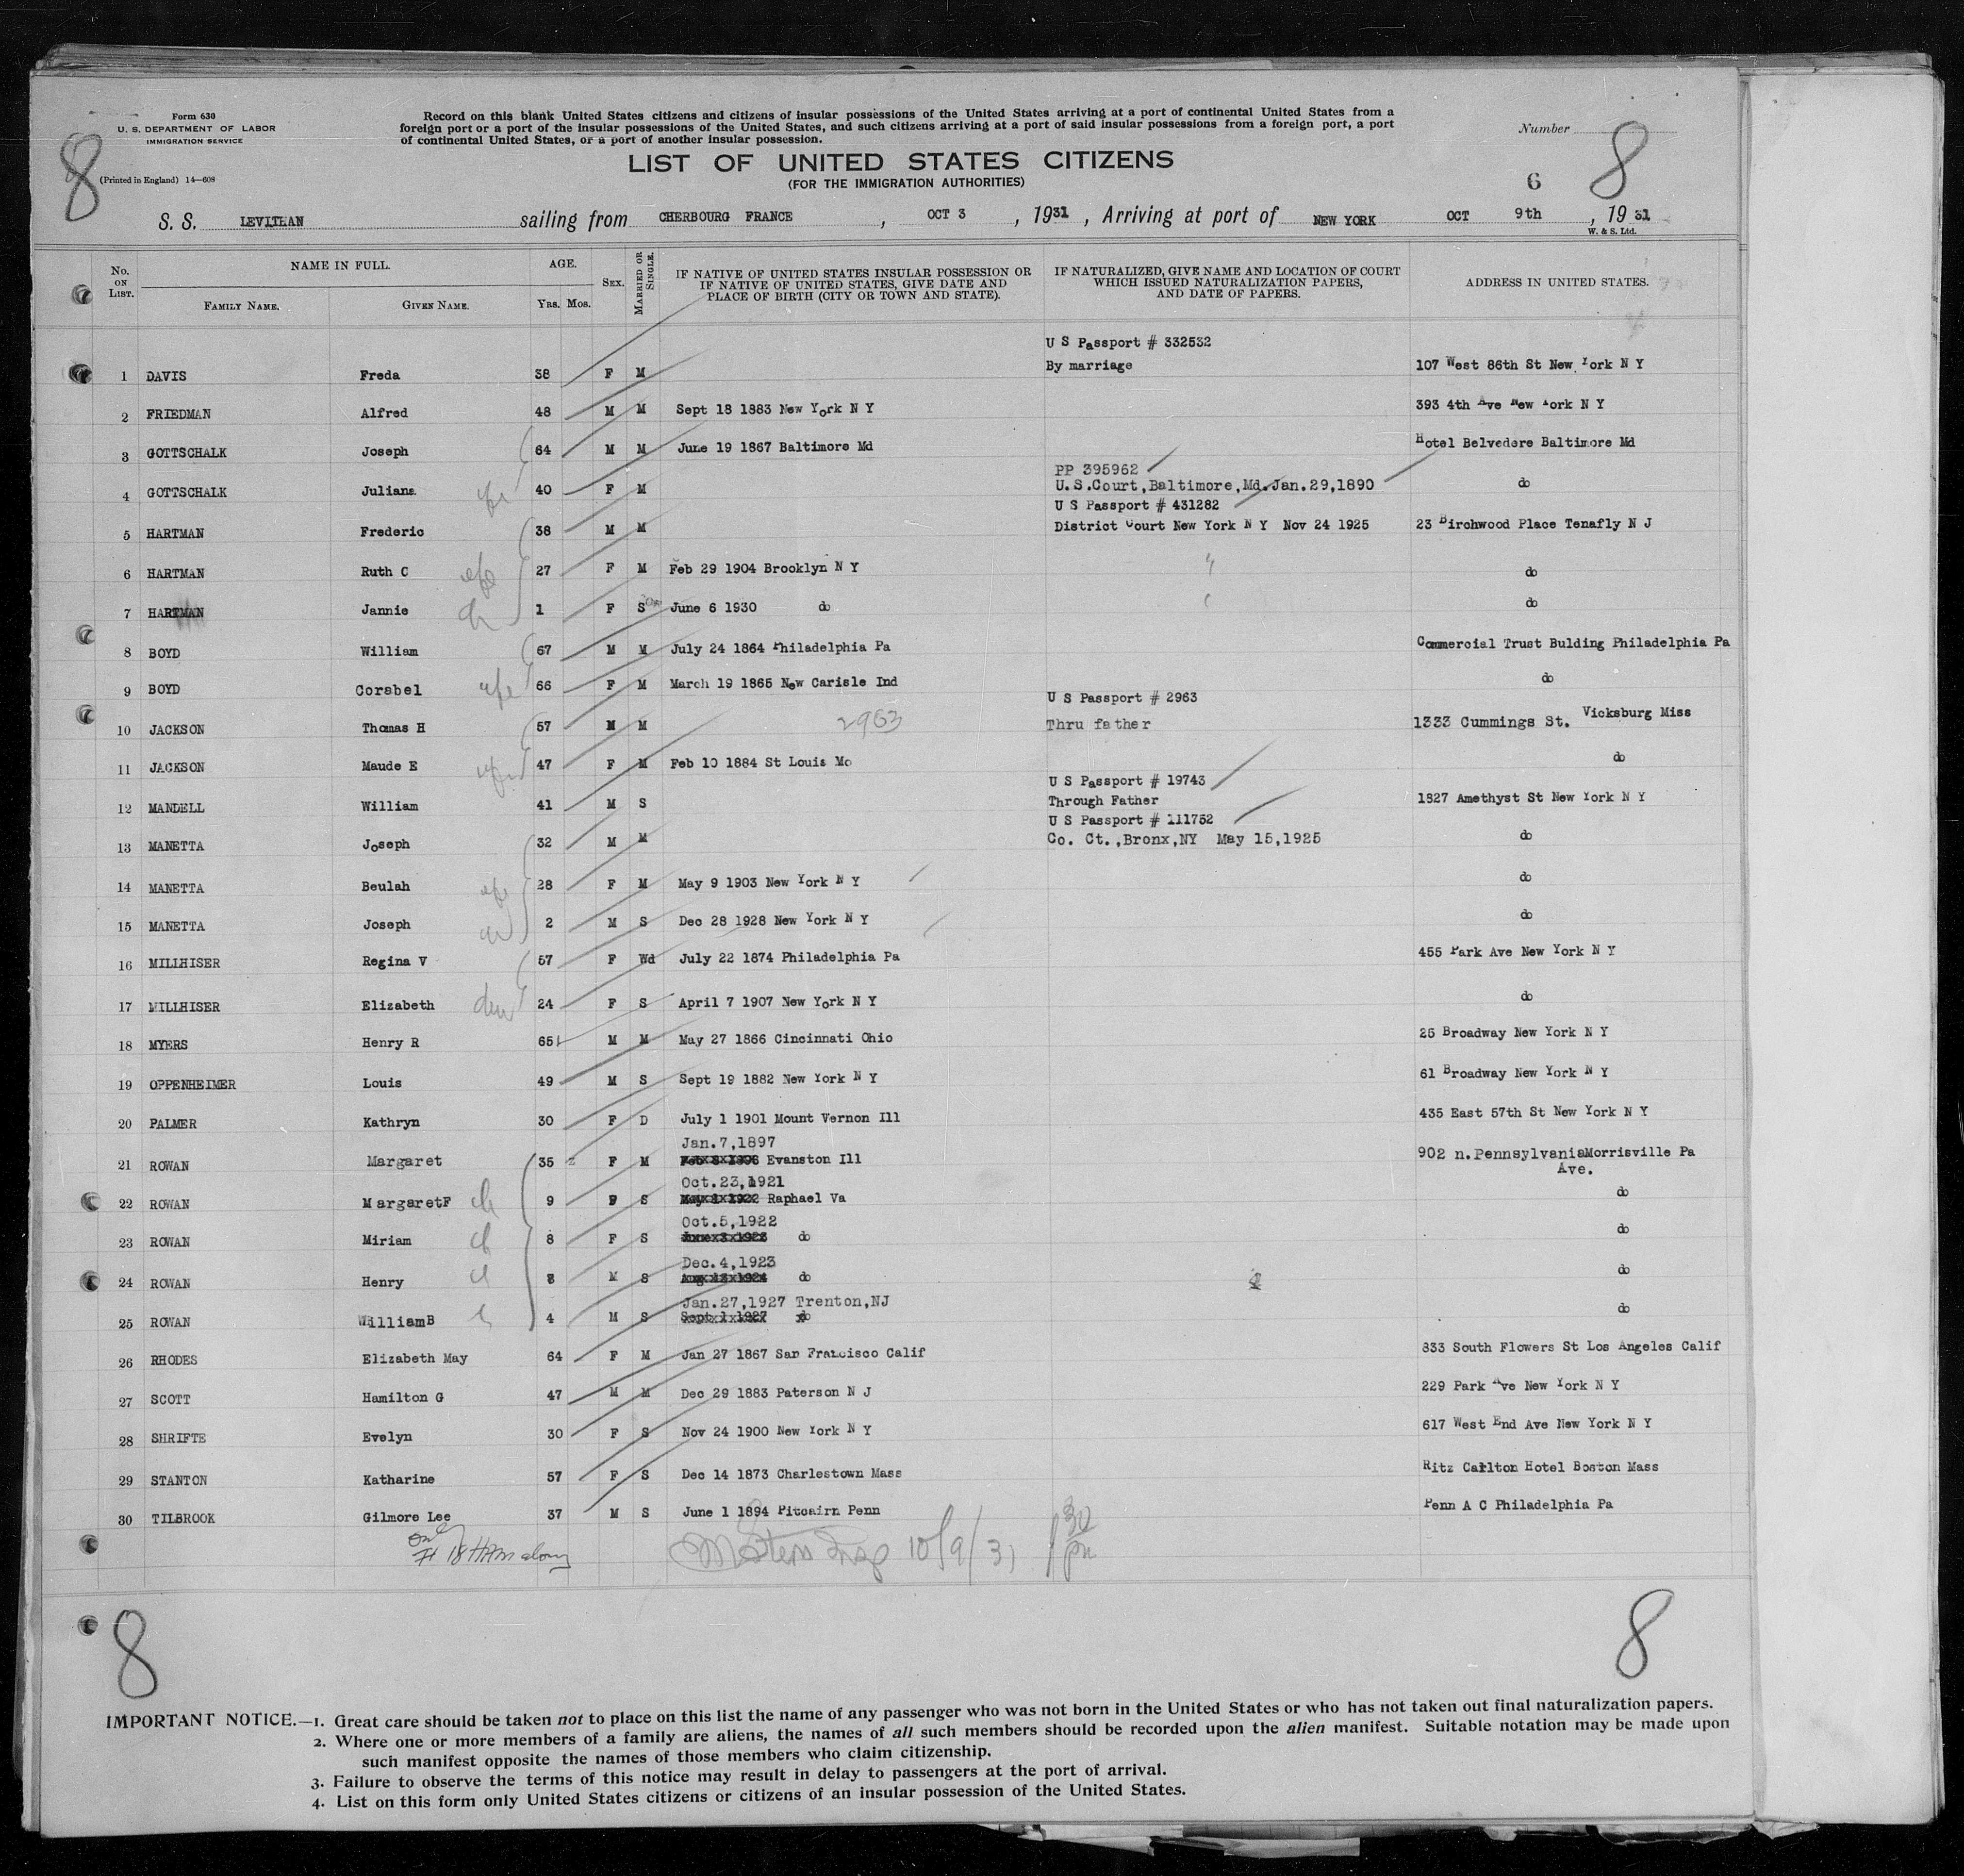 Form 630
U. S. DEPARTMENT OF LABOR
IMMIGRATION SERVICE
(Printed in England) 14—608
8
Record on this blank United States citizens and citizens of insular possessions of the United States arriving at a port of continental United States from a
foreign port or a port of the insular possessions of the United States, and such citizens arriving at a port of said insular possessions from a foreign port, a port
of continental United States, or a port of another insular possession.
Number
8
LIST OF UNITED STATES CITIZENS
(FOR THE IMMIGRATION AUTHORITIES)
6
S. S. LEVITHAN sailing from CHERBOURG FRANCE , OCT 3 , 1931 , Arriving at port of NEW YORK OCT 9th , 1931
W. & S. Ltd.
No. ON LIST. NAME IN FULL. FAMILY NAME. GIVEN NAME. AGE. Yrs. Mos. SEX. MARRIED OR SINGLE. IF NATIVE OF UNITED STATES INSULAR POSSESSION OR IF NATIVE OF UNITED STATES, GIVE DATE AND PLACE OF BIRTH (CITY OR TOWN AND STATE). IF NATURALIZED, GIVE NAME AND LOCATION OF COURT WHICH ISSUED NATURALIZATION PAPERS, AND DATE OF PAPERS. ADDRESS IN UNITED STATES.
U S Passport # 332532
1 DAVIS Freda 38 F M By marriage 107 West 86th St New York N Y
2 FRIEDMAN Alfred 48 M M Sept 18 1883 New York N Y 393 4th Ave New York N Y
3 GOTTSCHALK Joseph 64 M M June 19 1867 Baltimore Md Hotel Belvedere Baltimore Md
PP 395962
4 GOTTSCHALK Juliana 40 F M U.S.Court,Baltimore,Md.Jan.29,1890 do
U S Passport # 431282
5 HARTMAN Frederic 38 M M District Court New York N Y Nov 24 1925 23 Birchwood Place Tenafly N J
6 HARTMAN Ruth C 27 F M Feb 29 1904 Brooklyn N Y " do
7 HARTMAN Jannie 1 F S June 6 1930 do do
8 BOYD William 67 M M July 24 1864 Philadelphia Pa Commercial Trust Bulding Philadelphia Pa
9 BOYD Corabel 66 F M March 19 1865 New Carisle Ind do
U S Passport # 2963
10 JACKSON Thomas H 57 M M 2963 Thru father 1333 Cummings St. Vicksburg Miss
11 JACKSON Maude E 47 F M Feb 10 1884 St Louis Mo do
U S Passport # 19743
12 MANDELL William 41 M S Through Father 1827 Amethyst St New York N Y
U S Passport # 111752
13 MANETTA Joseph 32 M M Co. Ct.,Bronx,NY May 15,1925 do
14 MANETTA Beulah 28 F M May 9 1903 New York N Y do
15 MANETTA Joseph 2 M S Dec 28 1928 New York N Y do
16 MILLHISER Regina V 57 F Wd July 22 1874 Philadelphia Pa 455 Park Ave New York N Y
17 MILLHISER Elizabeth 24 F S April 7 1907 New York N Y do
18 MYERS Henry R 65 M M May 27 1866 Cincinnati Ohio 25 Broadway New York N Y
19 OPPENHEIMER Louis 49 M S Sept 19 1882 New York N Y 61 Broadway New York N Y
20 PALMER Kathryn 30 F D July 1 1901 Mount Vernon Ill 435 East 57th St New York N Y
Jan.7,1897
21 ROWAN Margaret 35 F M Evanston Ill 902 n.Pennsylvania Morrisville Pa
Ave.
Oct.23,1921
22 ROWAN MargaretF 9 F S Raphael Va do
Oct.5,1922
23 ROWAN Miriam 8 F S do do
Dec.4,1923
24 ROWAN Henry M S do do
Jan.27,1927 Trenton,NJ
25 ROWAN WilliamB 4 M S Sept 1 1927 do do
26 RHODES Elizabeth May 64 F M Jan 27 1867 San Francisco Calif 833 South Flowers St Los Angeles Calif
27 SCOTT Hamilton G 47 M M Dec 29 1883 Paterson N J 229 Park Ave New York N Y
28 SHRIFTE Evelyn 30 F S Nov 24 1900 New York N Y 617 West End Ave New York N Y
29 STANTON Katharine 57 F S Dec 14 1873 Charlestown Mass Ritz Carlton Hotel Boston Mass
30 TILBROOK Gilmore Lee 37 M S June 1 1894 Pitcairn Penn Penn A C Philadelphia Pa
10/9/31 1 30 pm
8
8
IMPORTANT NOTICE.—1. Great care should be taken not to place on this list the name of any passenger who was not born in the United States or who has not taken out final naturalization papers.
2. Where one or more members of a family are aliens, the names of all such members should be recorded upon the alien manifest. Suitable notation may be made upon
such manifest opposite the names of those members who claim citizenship.
3. Failure to observe the terms of this notice may result in delay to passengers at the port of arrival.
4. List on this form only United States citizens or citizens of an insular possession of the United States.